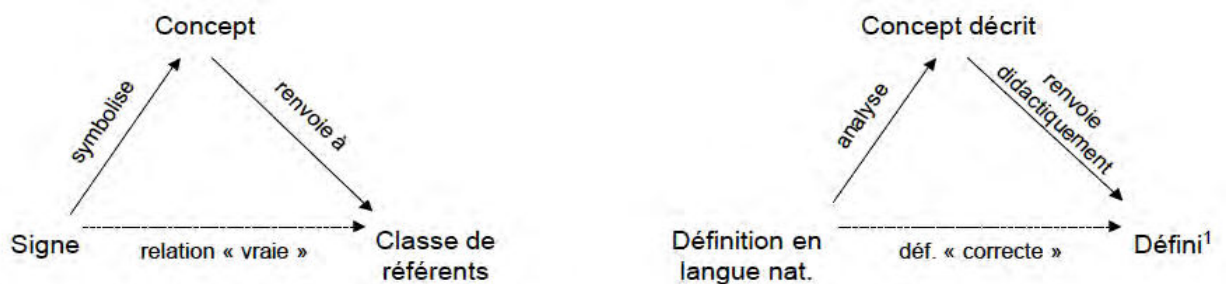 Concept
symbolise
renvoie à
Signe
relation « vraie »
Classe de
référents
Concept décrit
analyse
renvoie
didactiquement
Définition en
langue nat.
déf. « correcte »
Défini¹